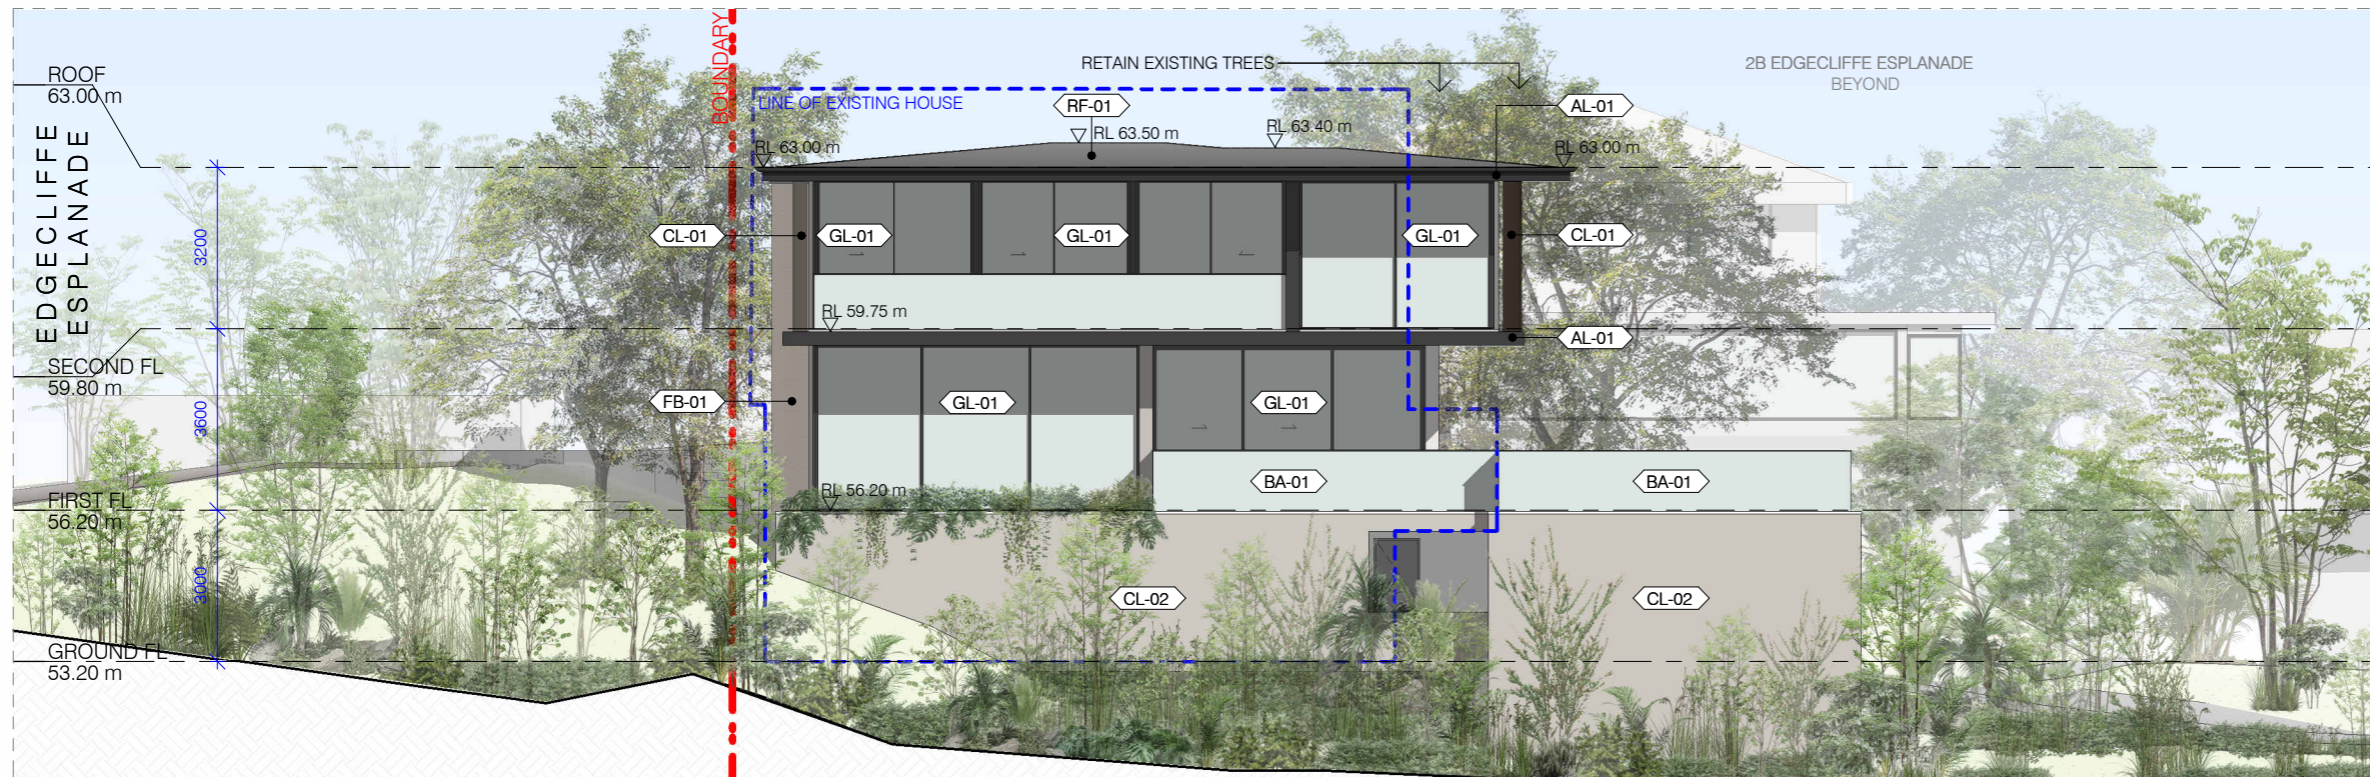 BOUNDARY
RETAIN EXISTING TREES
2B EDGECLIFFE ESPLANADE
BEYOND
ROOF
63.00 m
LINE OF EXISTING HOUSE
RF-01
AL-01
EDGECLIFFE
ESPLANADE
RL 63.50 m
RL 63.40 m
RL 63.00 m
RL 63.00 m
3200
CL-01
GL-01
GL-01
GL-01
CL-01
RL 59.75 m
AL-01
SECOND FL
59.80 m
3600
FB-01
GL-01
GL-01
BA-01
BA-01
FIRST FL
56.20 m
RL 56.20 m
3000
CL-02
CL-02
GROUND FL
53.20 m